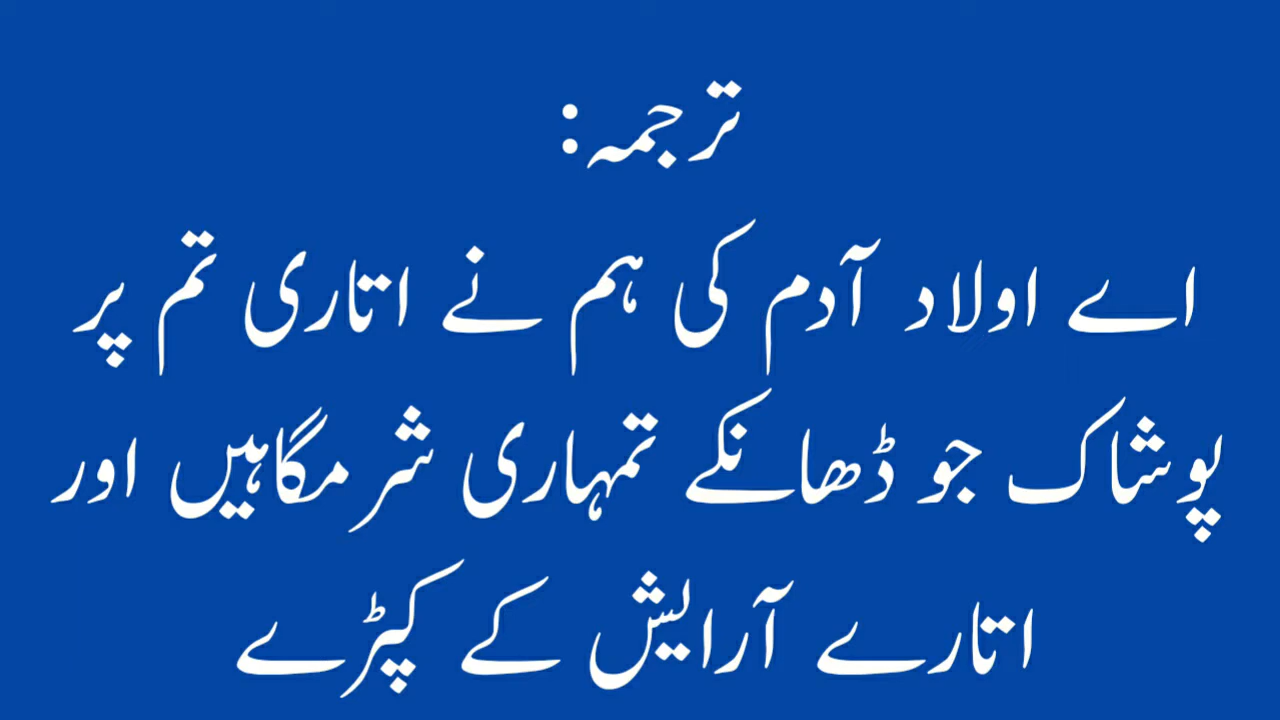 ترجمہ:
اے اولاد آدم کی ہم نے اتاری تم پر
پوشاک جو ڈھانکے تمہاری شرمگاہیں اور
اتارے آرایش کے کپڑے